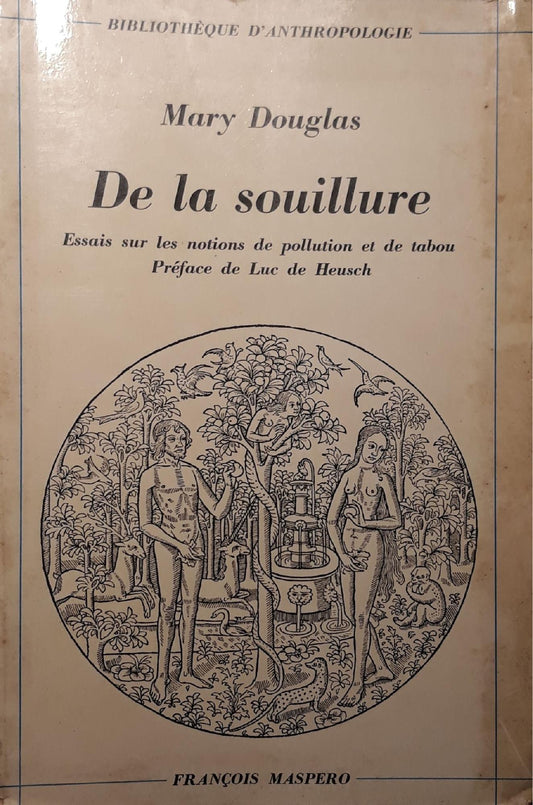 BIBLIOTHÈQUE D'ANTHROPOLOGIE
Mary Douglas
De la souillure
Essais sur les notions de pollution et de tabou
Préface de Luc de Heusch
FRANÇOIS MASPERO